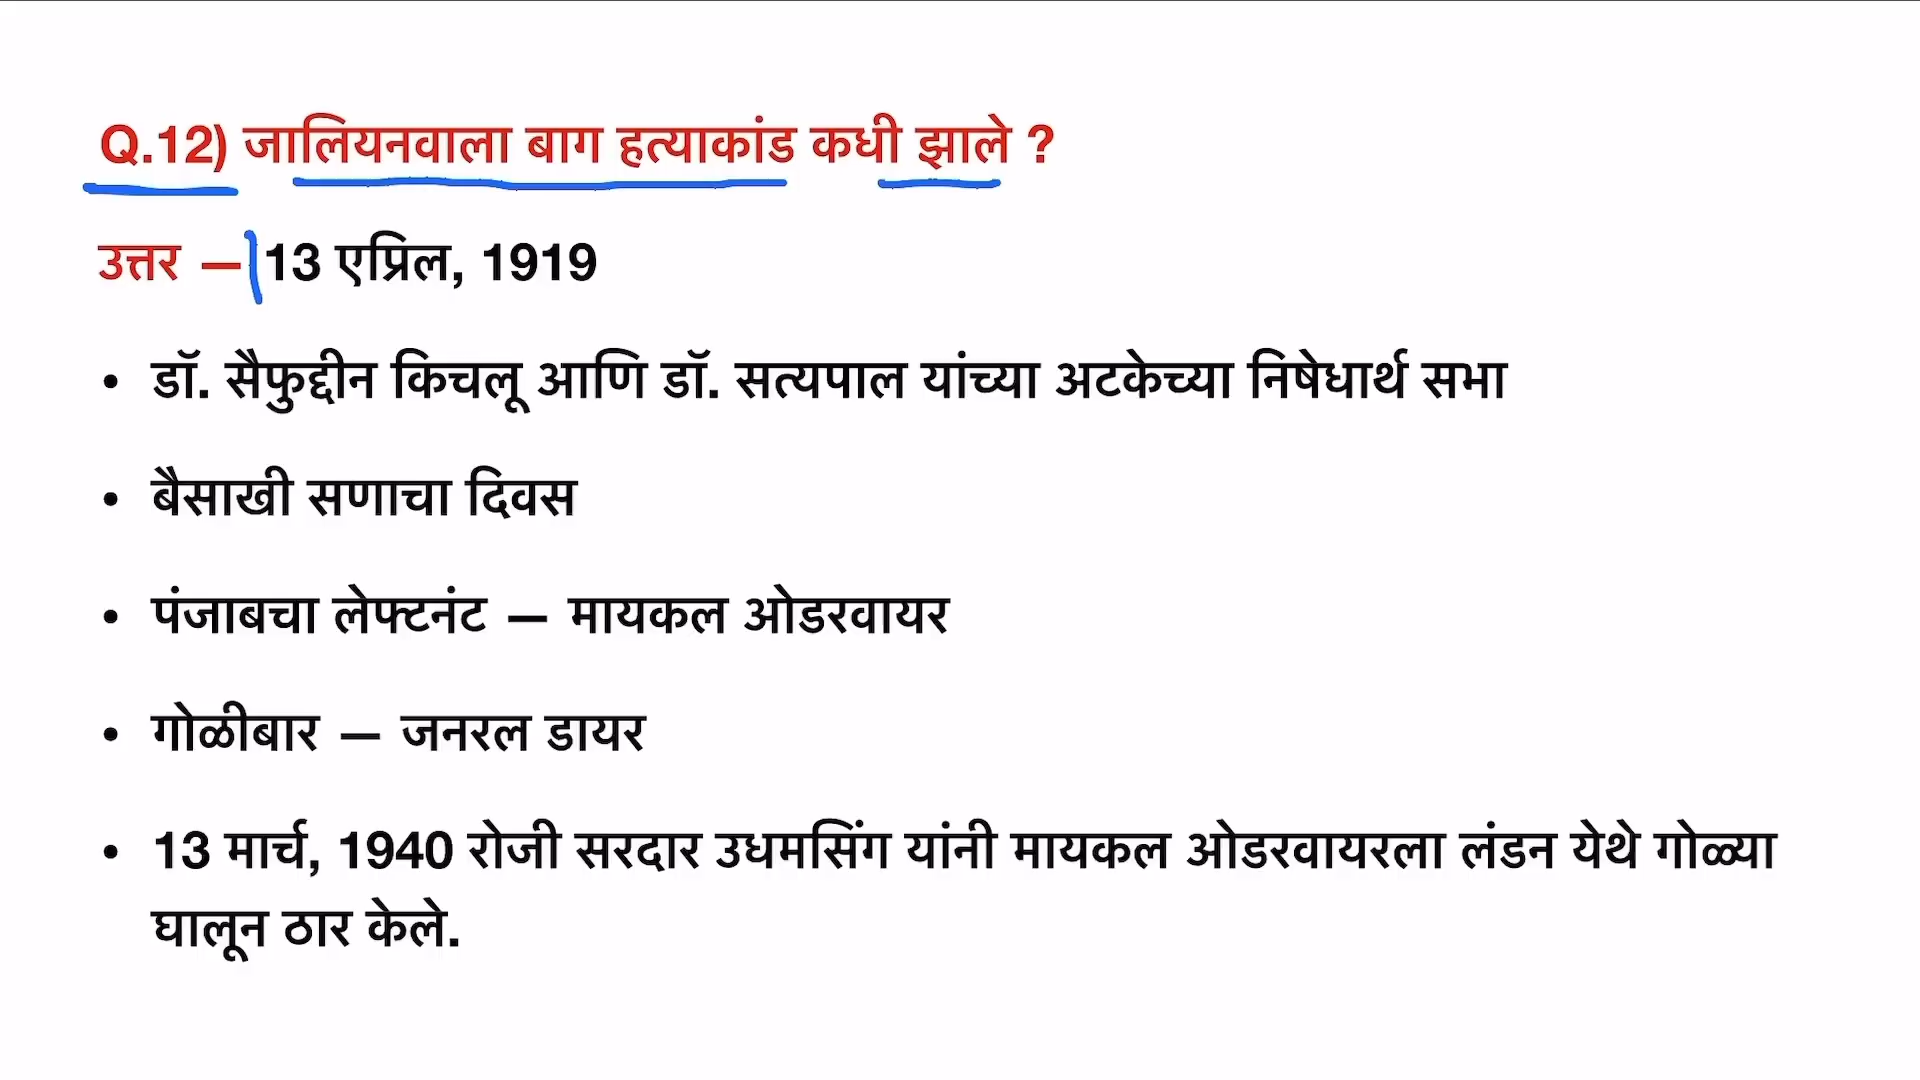 Q.12) जालियनवाला बाग हत्याकांड कधी झाले ?
उत्तर – 13 एप्रिल, 1919
• डॉ. सैफुद्दीन किचलू आणि डॉ. सत्यपाल यांच्या अटकेच्या निषेधार्थ सभा
• बैसाखी सणाचा दिवस
• पंजाबचा लेफ्टनंट – मायकल ओडरवायर
• गोळीबार – जनरल डायर
• 13 मार्च, 1940 रोजी सरदार उधमसिंग यांनी मायकल ओडरवायरला लंडन येथे गोळ्या
घालून ठार केले.